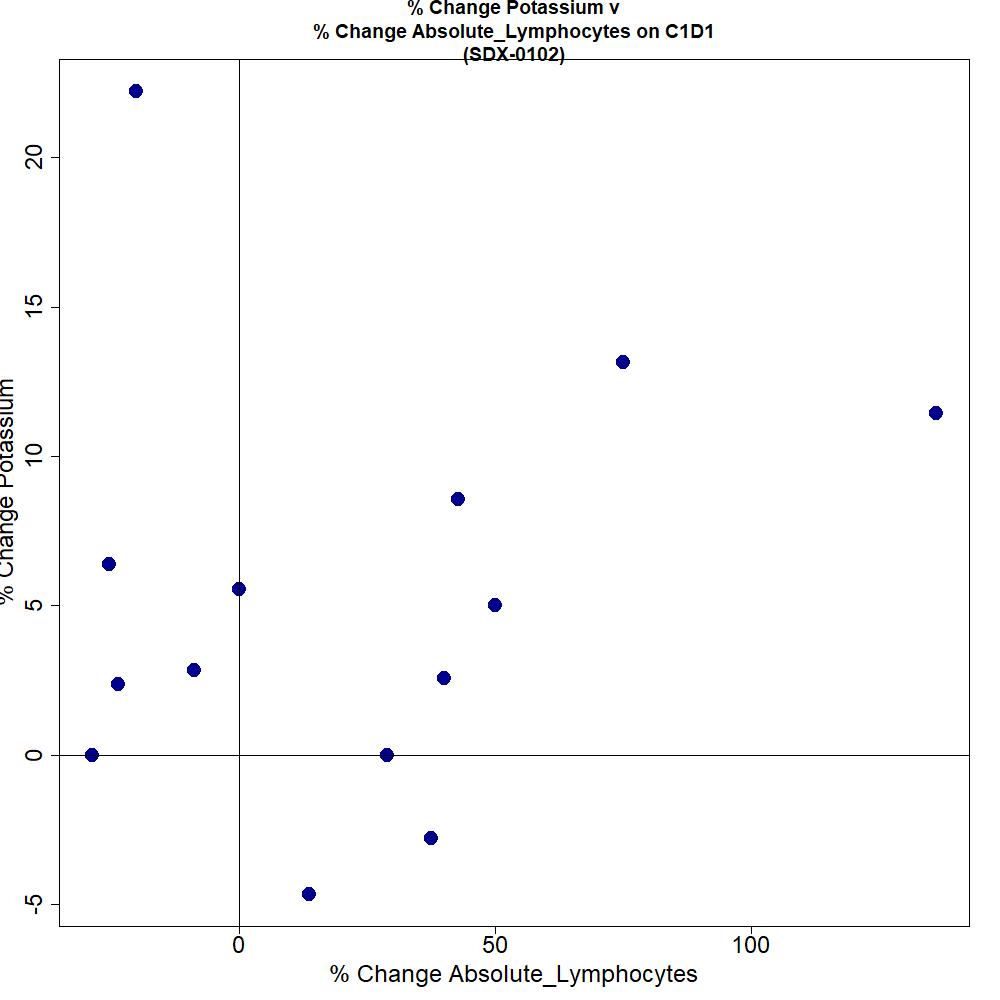 % Change Potassium v
% Change Absolute_Lymphocytes on C1D1
(SDX-0102)
% Change Potassium
20
15
10
5
0
-5
0
50
100
% Change Absolute_Lymphocytes